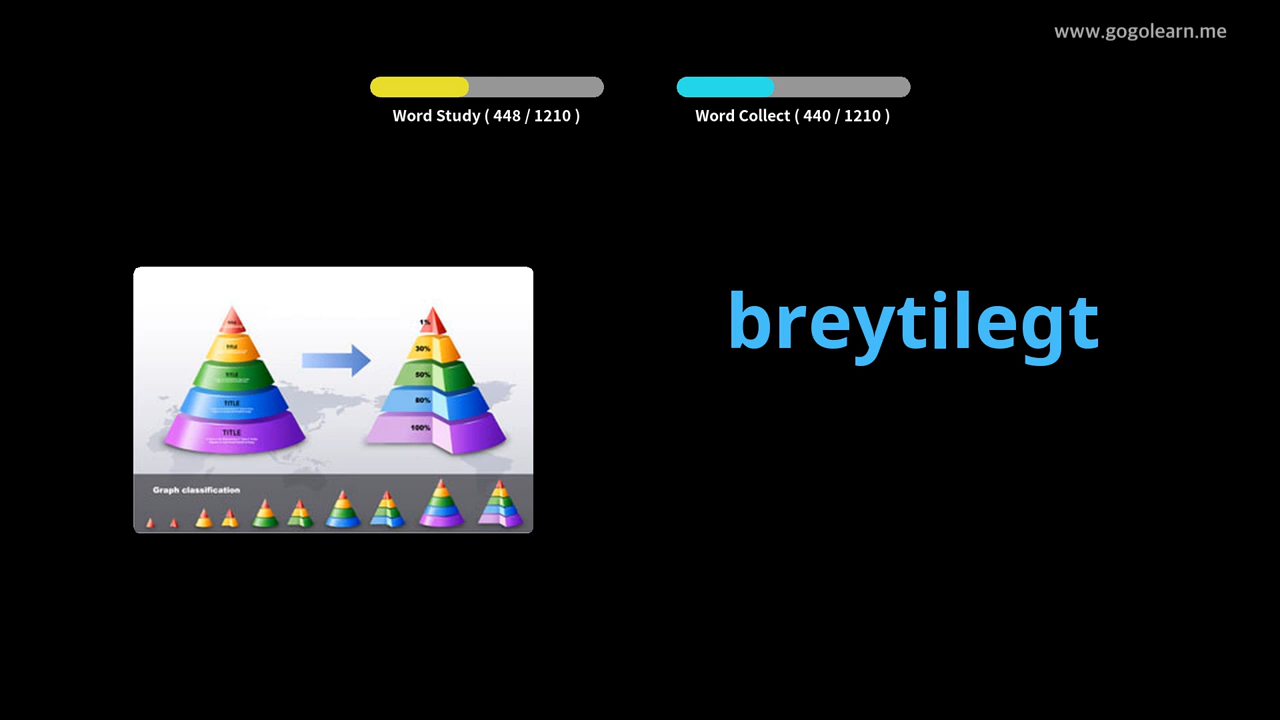 www.gogolearn.me
Word Study ( 448 / 1210 )
Word Collect ( 440 / 1210 )
breytilegt
TITLE
TITLE
TITLE
TITLE
1%
30%
50%
80%
100%
Graph classification